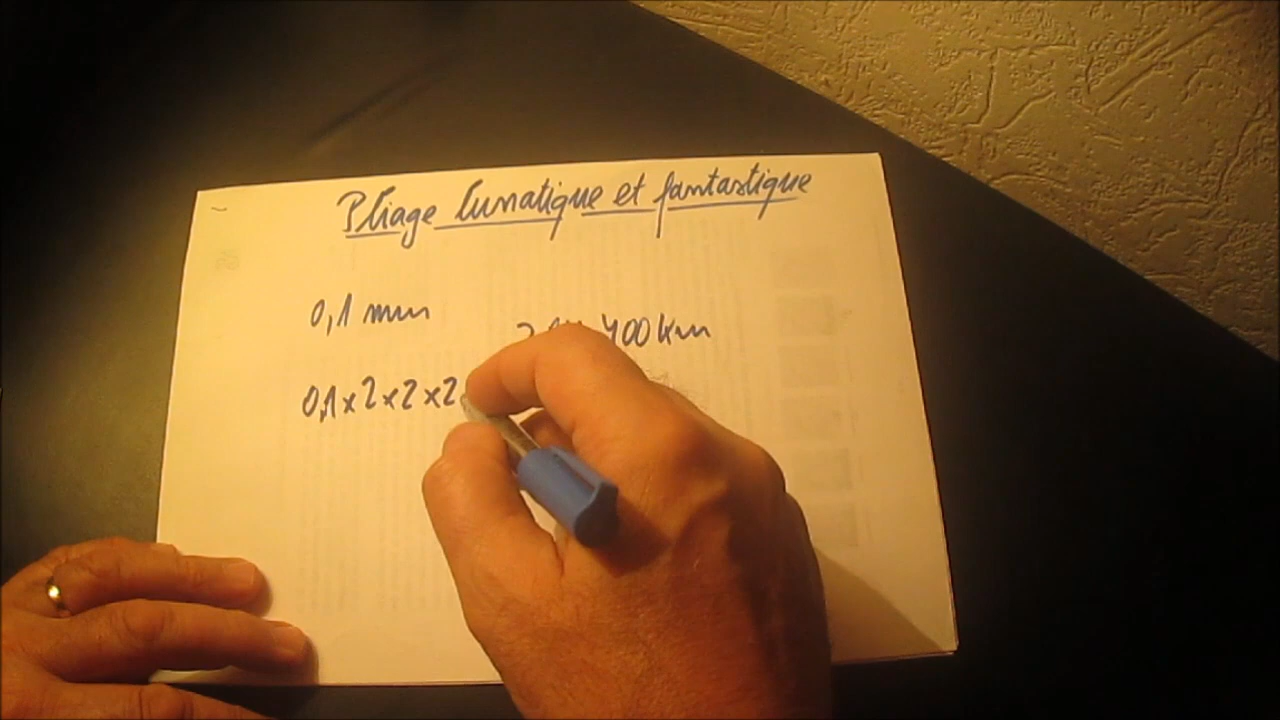 Pliage lunatique et fantastique
0,1 mm
400 km
0,1 x 2 x 2 x 2